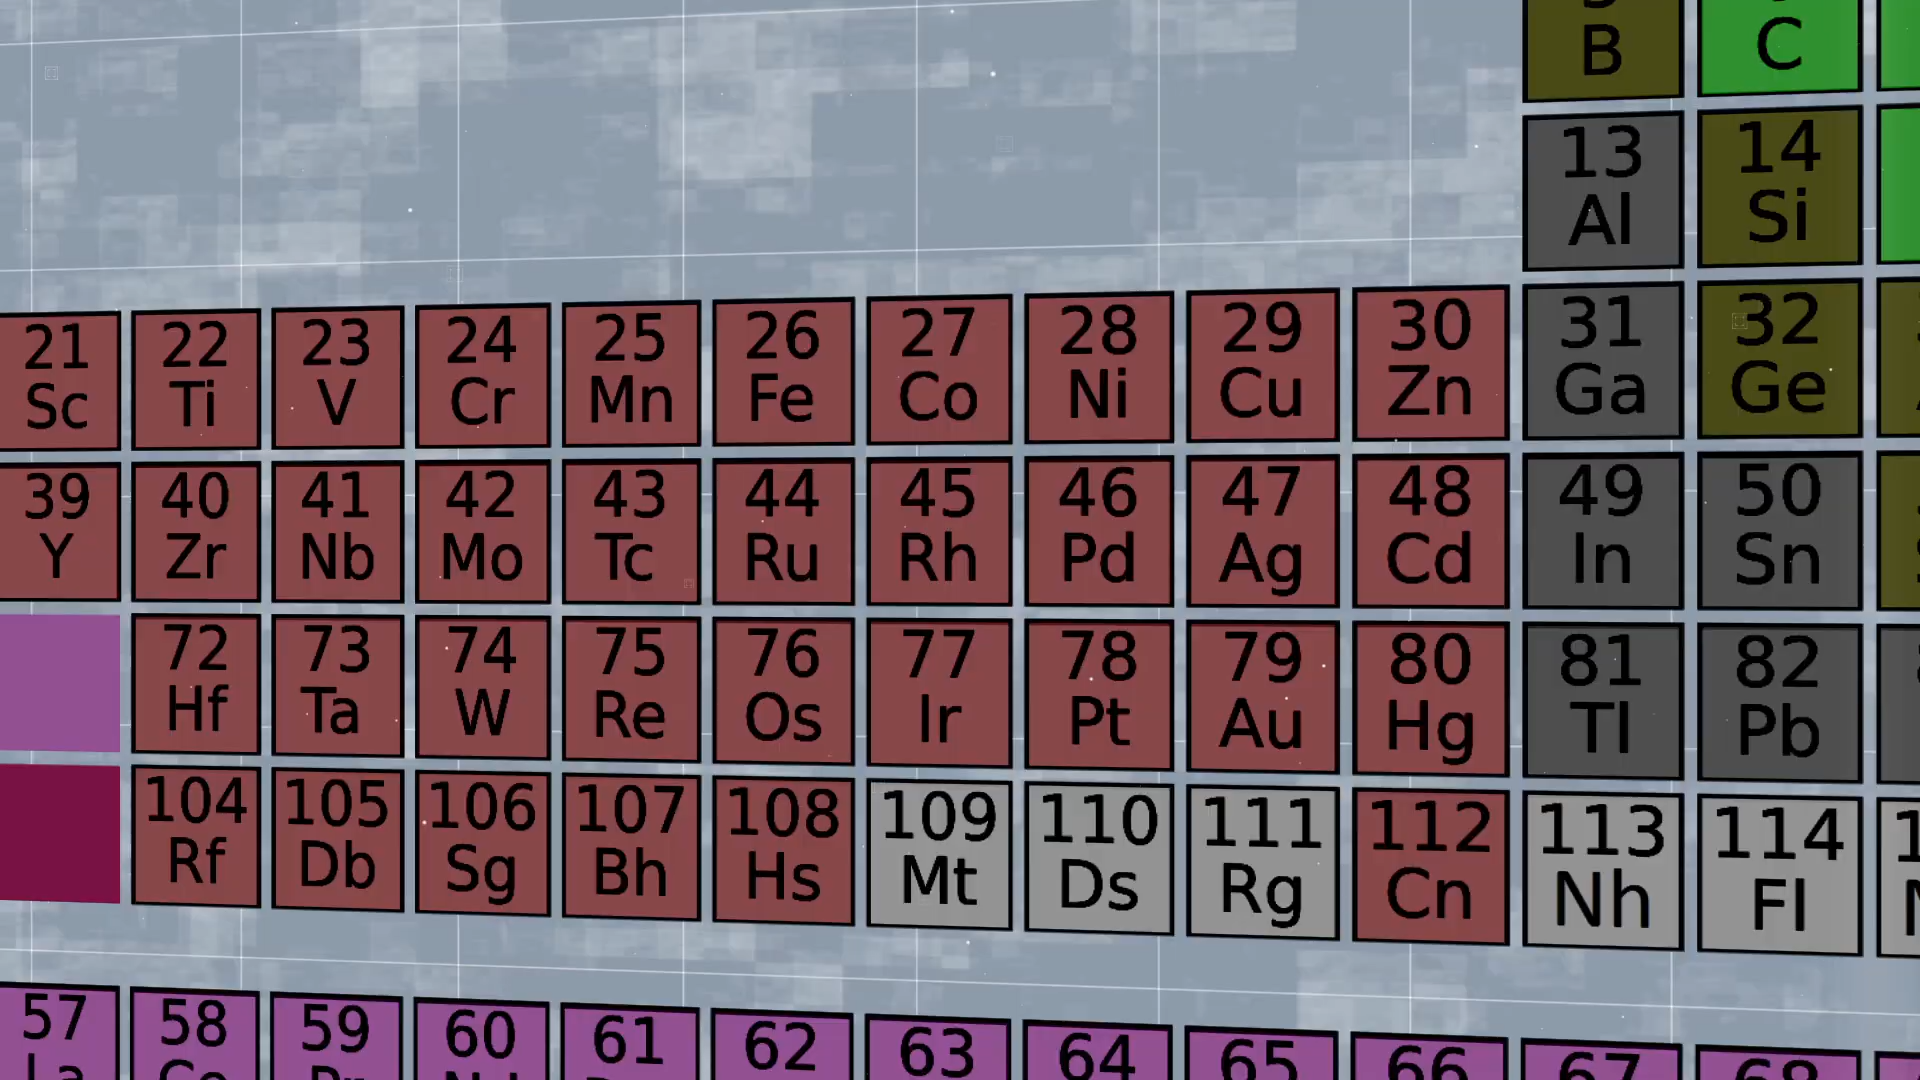 B C
13 14
Al Si
21 22 23 24 25 26 27 28 29 30 31 32
Sc Ti V Cr Mn Fe Co Ni Cu Zn Ga Ge
39 40 41 42 43 44 45 46 47 48 49 50
Y Zr Nb Mo Tc Ru Rh Pd Ag Cd In Sn
72 73 74 75 76 77 78 79 80 81 82
Hf Ta W Re Os Ir Pt Au Hg Tl Pb
104 105 106 107 108 109 110 111 112 113 114
Rf Db Sg Bh Hs Mt Ds Rg Cn Nh Fl
57 58 59 60 61 62 63 64 65 66 67 68
La